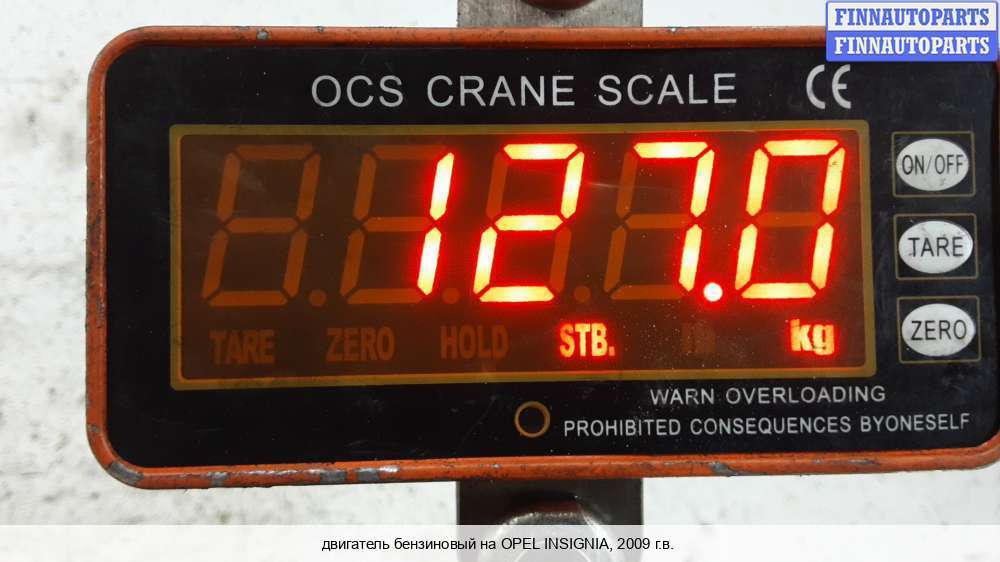 FINNAUTOPARTS
FINNAUTOPARTS
OCS CRANE SCALE CE
127.0
ON/OFF
TARE
ZERO
TARE ZERO HOLD STB. kg
WARN OVERLOADING
PROHIBITED CONSEQUENCES BYONESELF
двигатель бензиновый на OPEL INSIGNIA, 2009 г.в.